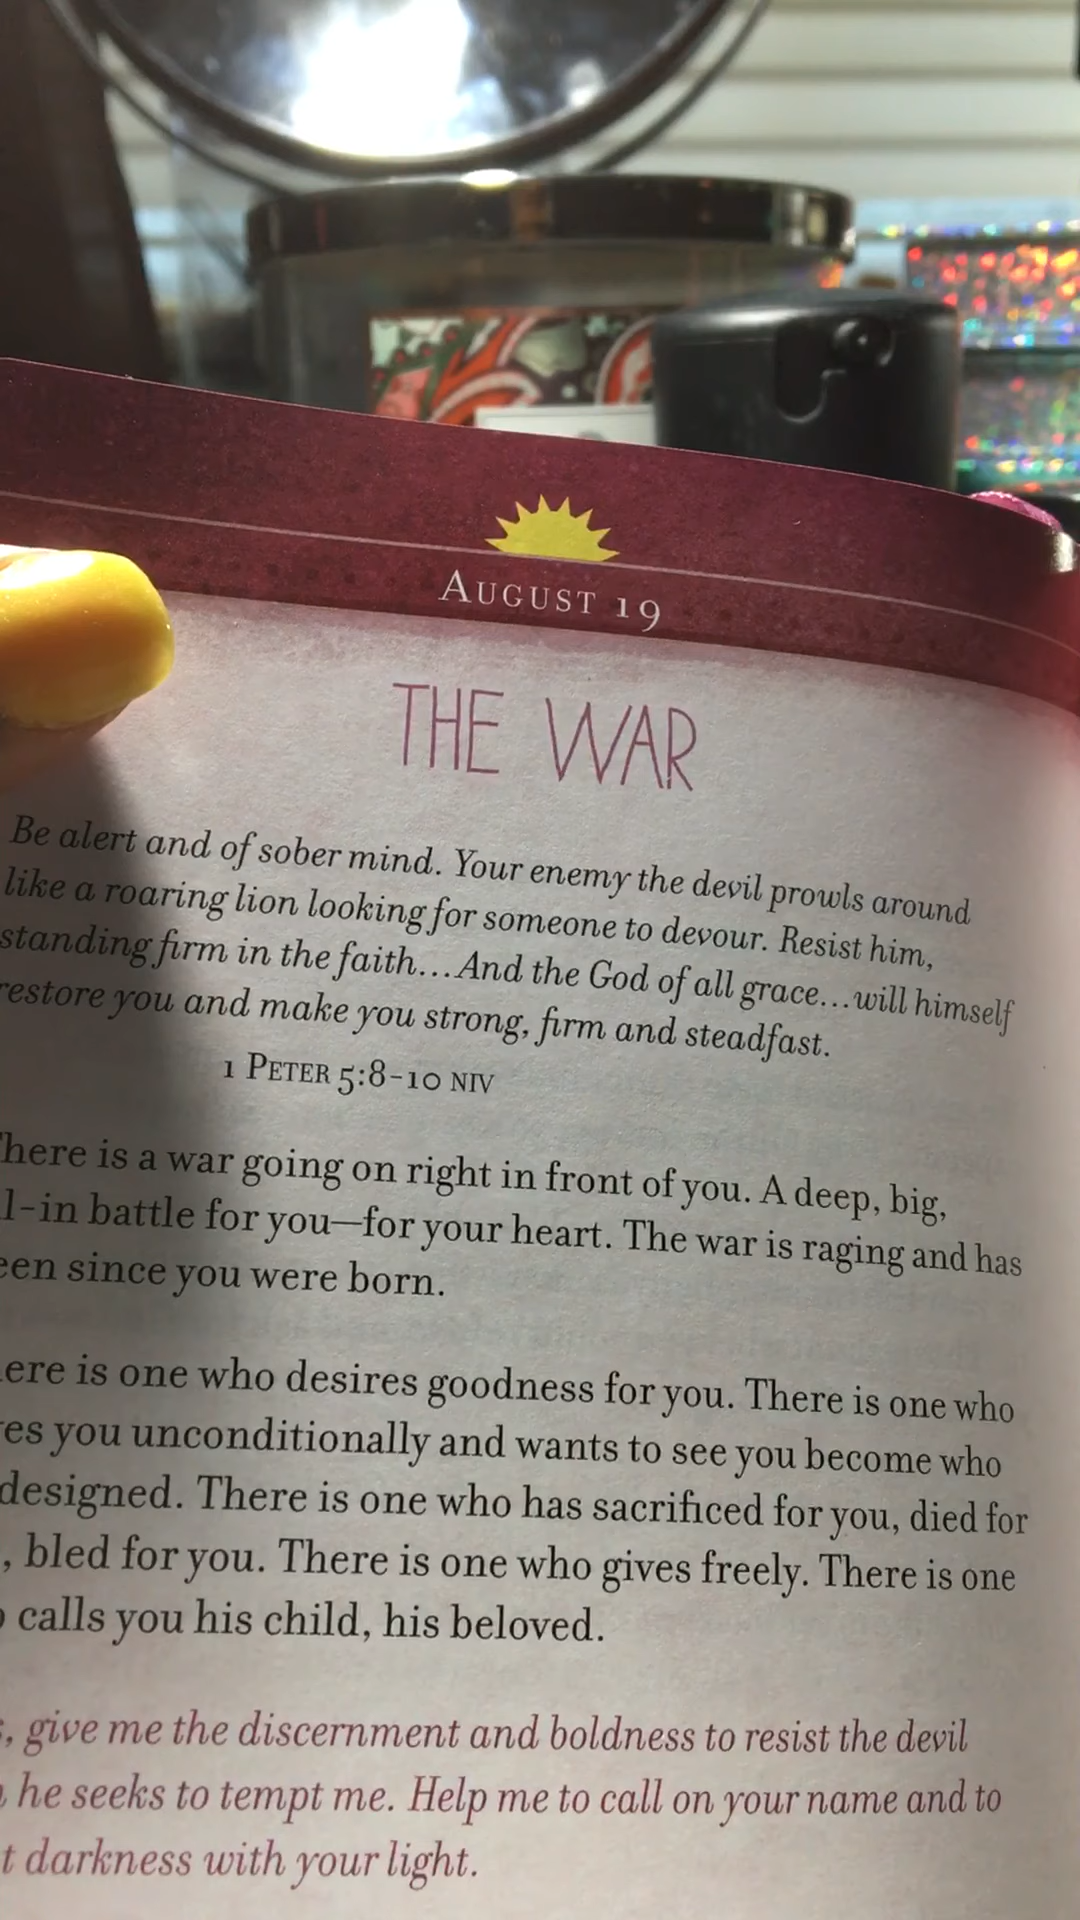 AUGUST 19
THE WAR
Be alert and of sober mind. Your enemy the devil prowls around
like a roaring lion looking for someone to devour. Resist him,
standing firm in the faith...And the God of all grace...will himself
restore you and make you strong, firm and steadfast.
1 PETER 5:8-10 NIV
There is a war going on right in front of you. A deep, big,
l-in battle for you—for your heart. The war is raging and has
een since you were born.
ere is one who desires goodness for you. There is one who
es you unconditionally and wants to see you become who
designed. There is one who has sacrificed for you, died for
, bled for you. There is one who gives freely. There is one
calls you his child, his beloved.
, give me the discernment and boldness to resist the devil
he seeks to tempt me. Help me to call on your name and to
t darkness with your light.